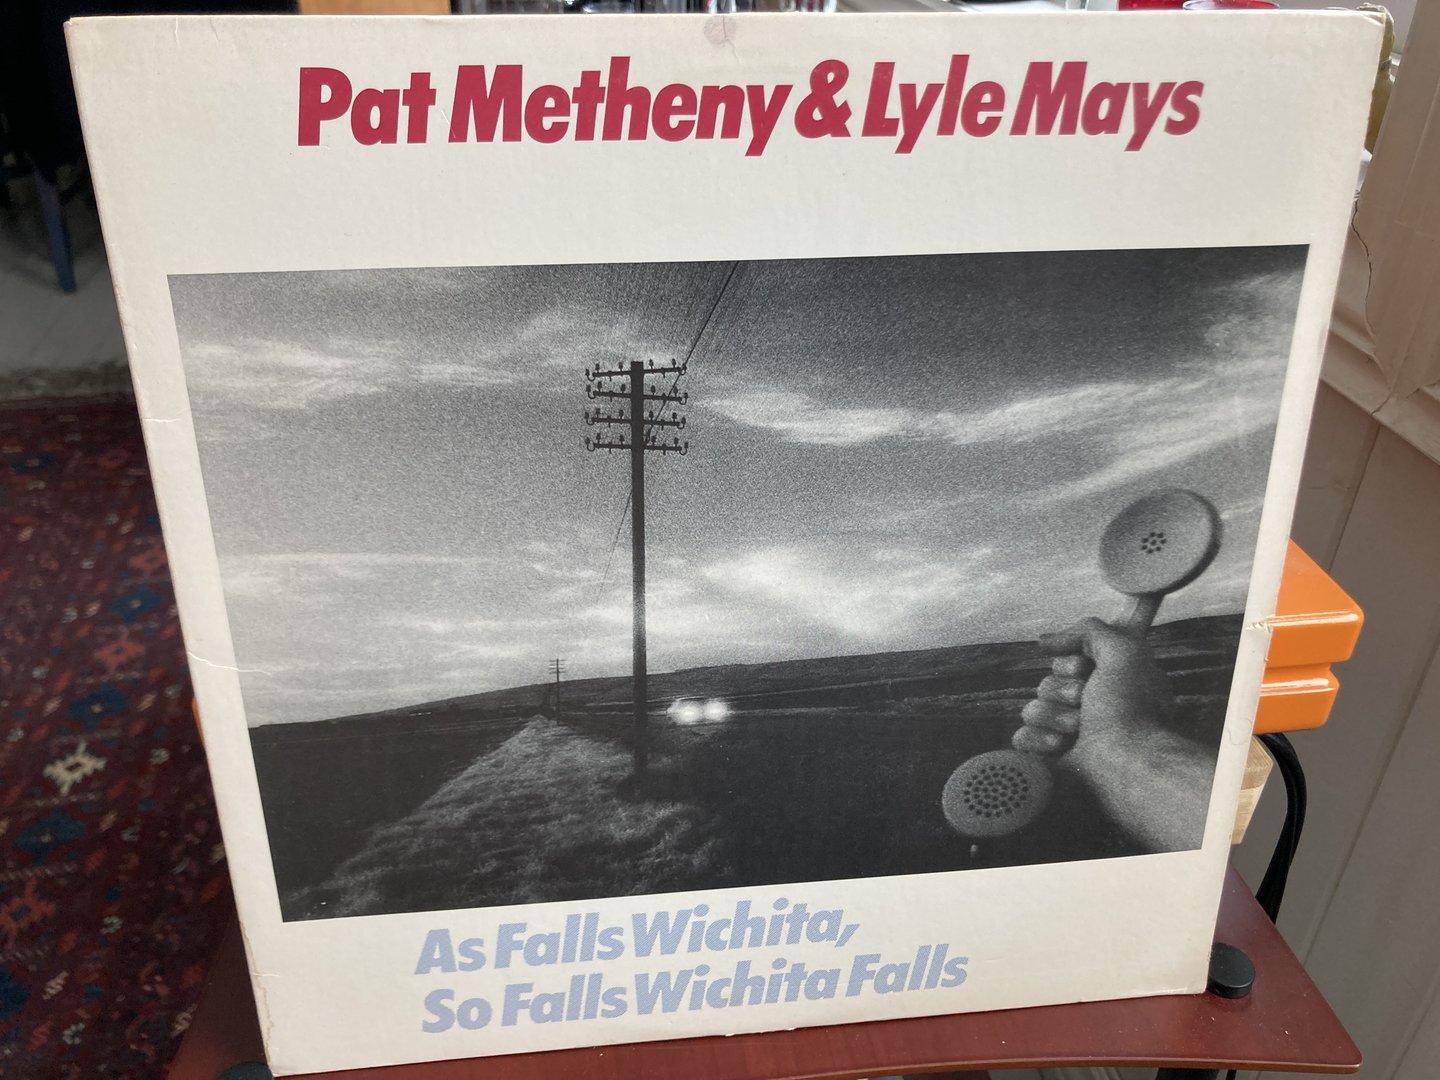 Pat Metheny & Lyle Mays
As Falls Wichita,
So Falls Wichita Falls